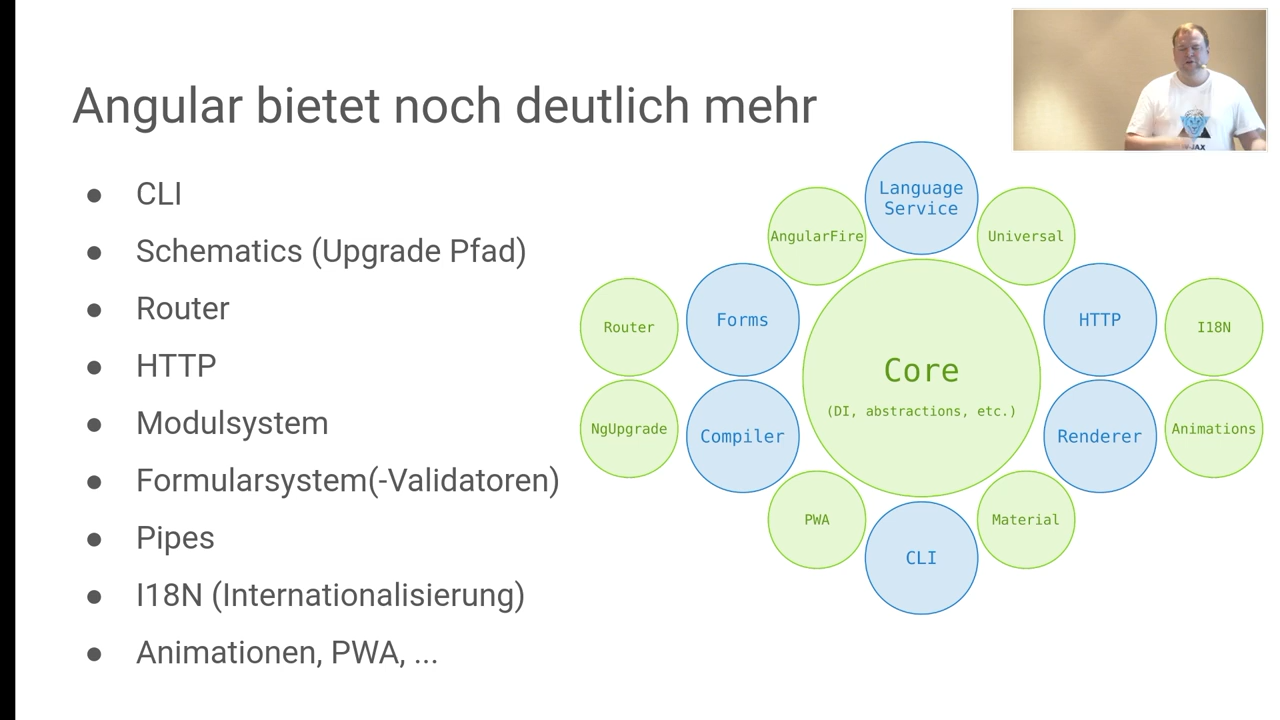 Angular bietet noch deutlich mehr
● CLI
● Schematics (Upgrade Pfad)
● Router
● HTTP
● Modulsystem
● Formularsystem(-Validatoren)
● Pipes
● I18N (Internationalisierung)
● Animationen, PWA, ...
Language
Service
AngularFire
Universal
Router
Forms
HTTP
I18N
Core
(DI, abstractions, etc.)
NgUpgrade
Compiler
Renderer
Animations
PWA
CLI
Material